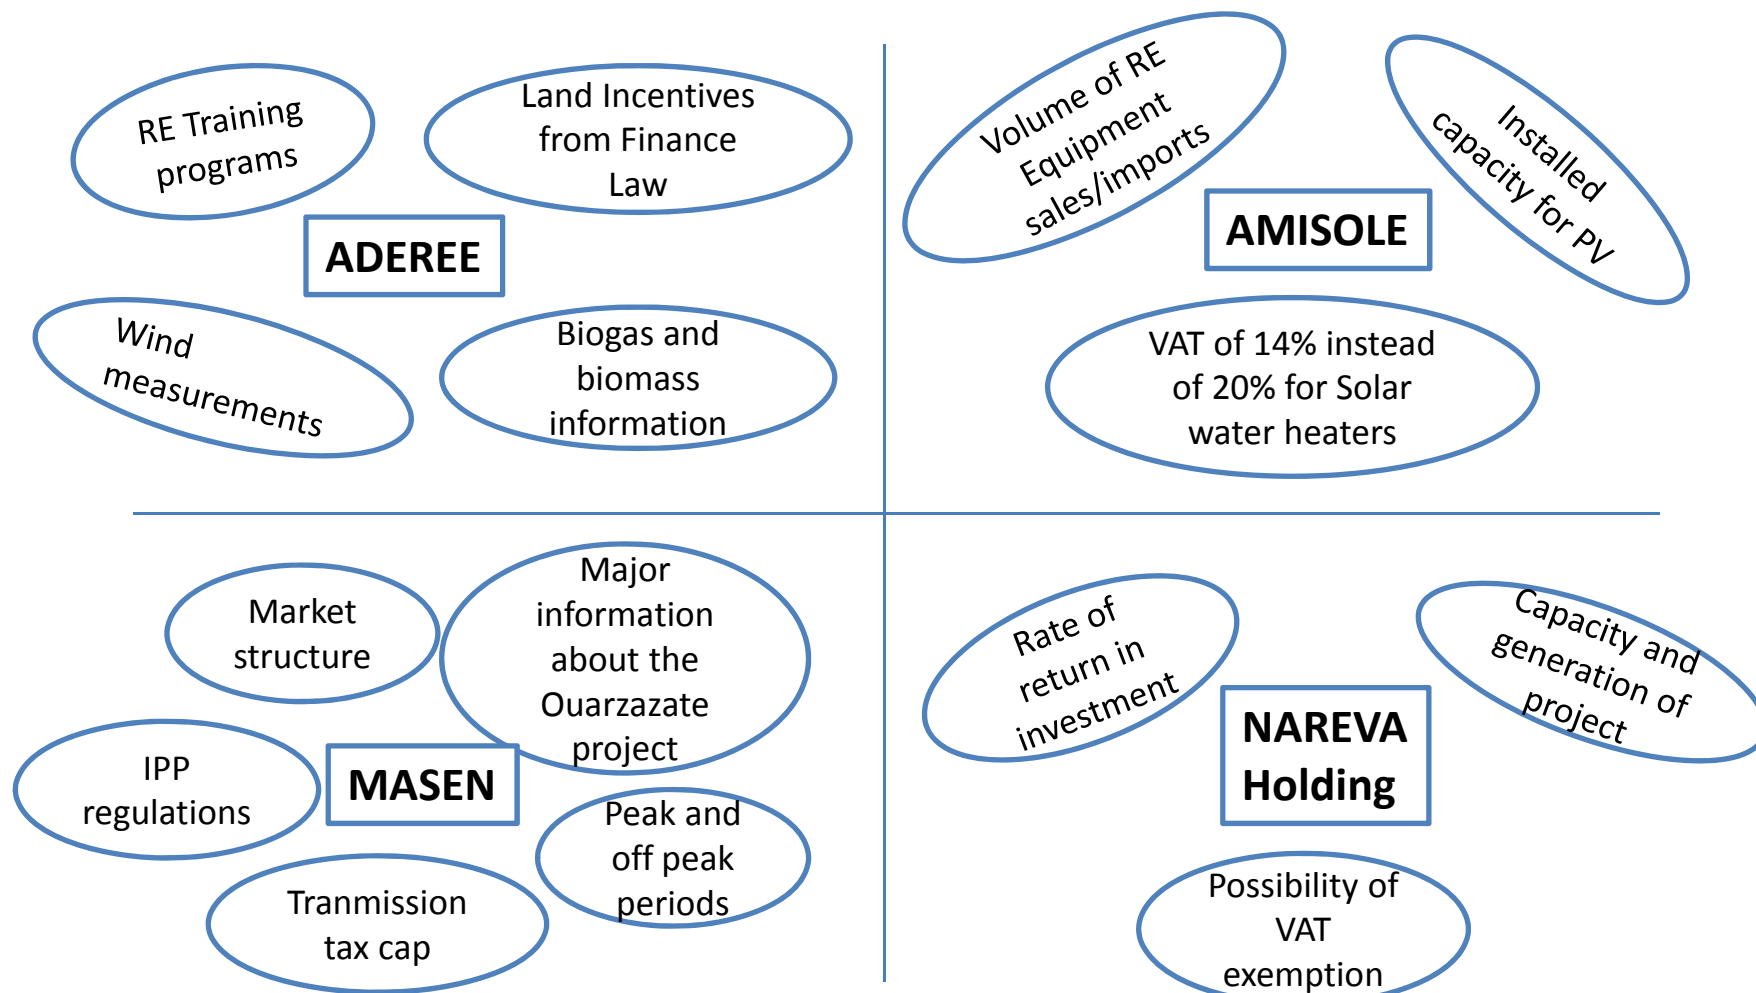 RE Training
programs
Land Incentives
from Finance
Law
ADEREE
Wind
measurements
Biogas and
biomass
information
Volume of RE
Equipment
sales/imports
Installed
capacity for PV
AMISOLE
VAT of 14% instead
of 20% for Solar
water heaters
Market
structure
Major
information
about the
Ouarzazate
project
IPP
regulations
MASEN
Peak and
off peak
periods
Tranmission
tax cap
Rate of
return in
investment
Capacity and
generation of
project
NAREVA
Holding
Possibility of
VAT
exemption